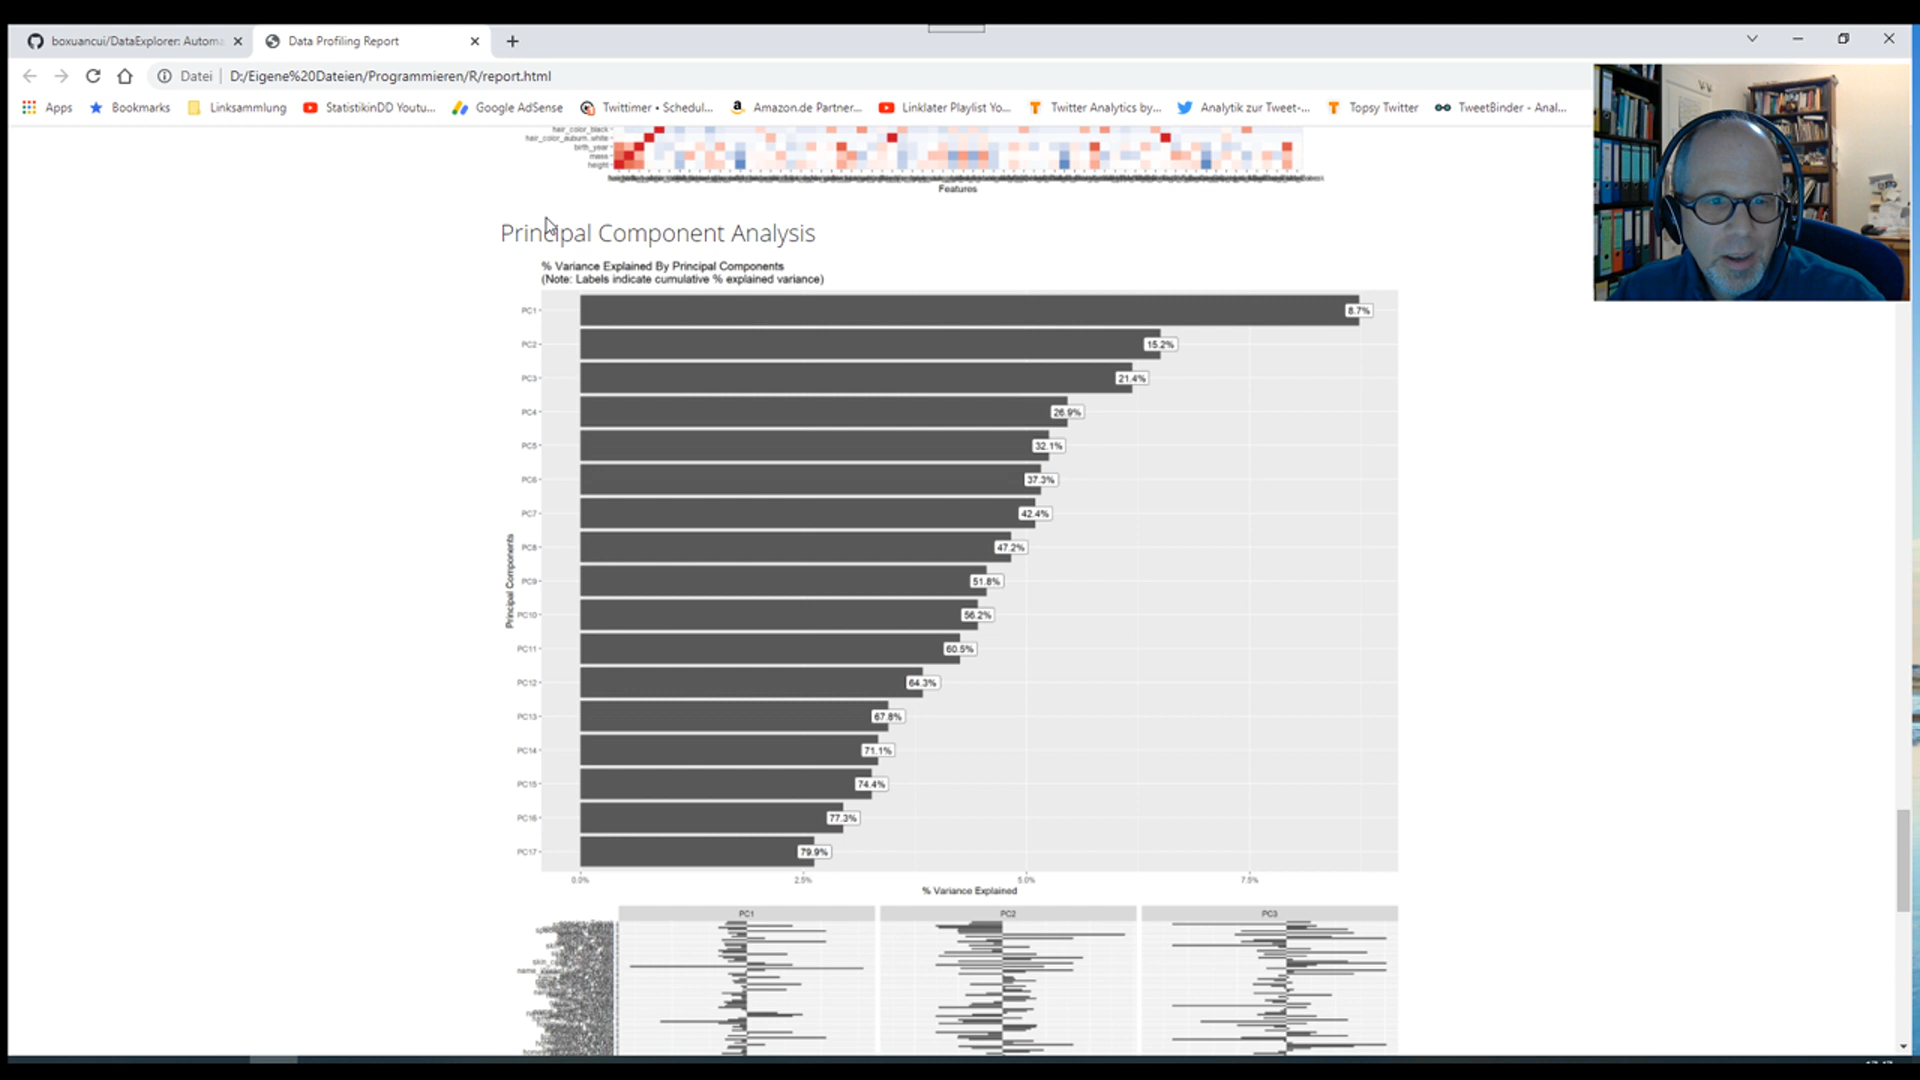 boxuancui/DataExplorer: Automa
Data Profiling Report
Datei
D:/Eigene%20Dateien/Programmieren/R/report.html
Apps
Bookmarks
Linksammlung
StatistikinDD Youtu...
Google AdSense
Twittimer • Schedul...
Amazon.de Partner...
Linklater Playlist Yo...
Twitter Analytics by...
Analytik zur Tweet-...
Topsy Twitter
TweetBinder - Anal...
hair_color_black
hair_color_auburn.white
birth_year
mass
height
Features
Principal Component Analysis
% Variance Explained By Principal Components
(Note: Labels indicate cumulative % explained variance)
PC1
8.7%
PC2
15.2%
PC3
21.4%
PC4
26.9%
PC5
32.1%
PC6
37.3%
PC7
42.4%
PC8
47.2%
PC9
51.8%
PC10
56.2%
PC11
60.5%
PC12
64.3%
PC13
67.8%
PC14
71.1%
PC15
74.4%
PC16
77.3%
PC17
79.9%
Principal Components
0.0%
2.5%
5.0%
7.5%
% Variance Explained
PC1
PC2
PC3